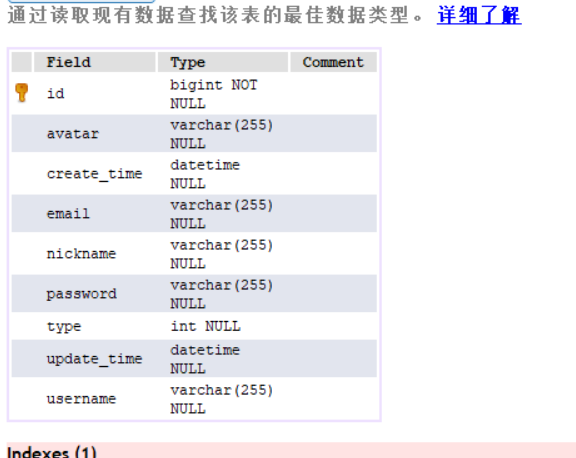 通过读取现有数据查找该表的最佳数据类型。 详细了解
Field Type Comment
id bigint NOT NULL
avatar varchar(255) NULL
create_time datetime NULL
email varchar(255) NULL
nickname varchar(255) NULL
password varchar(255) NULL
type int NULL
update_time datetime NULL
username varchar(255) NULL
Indexes (1)